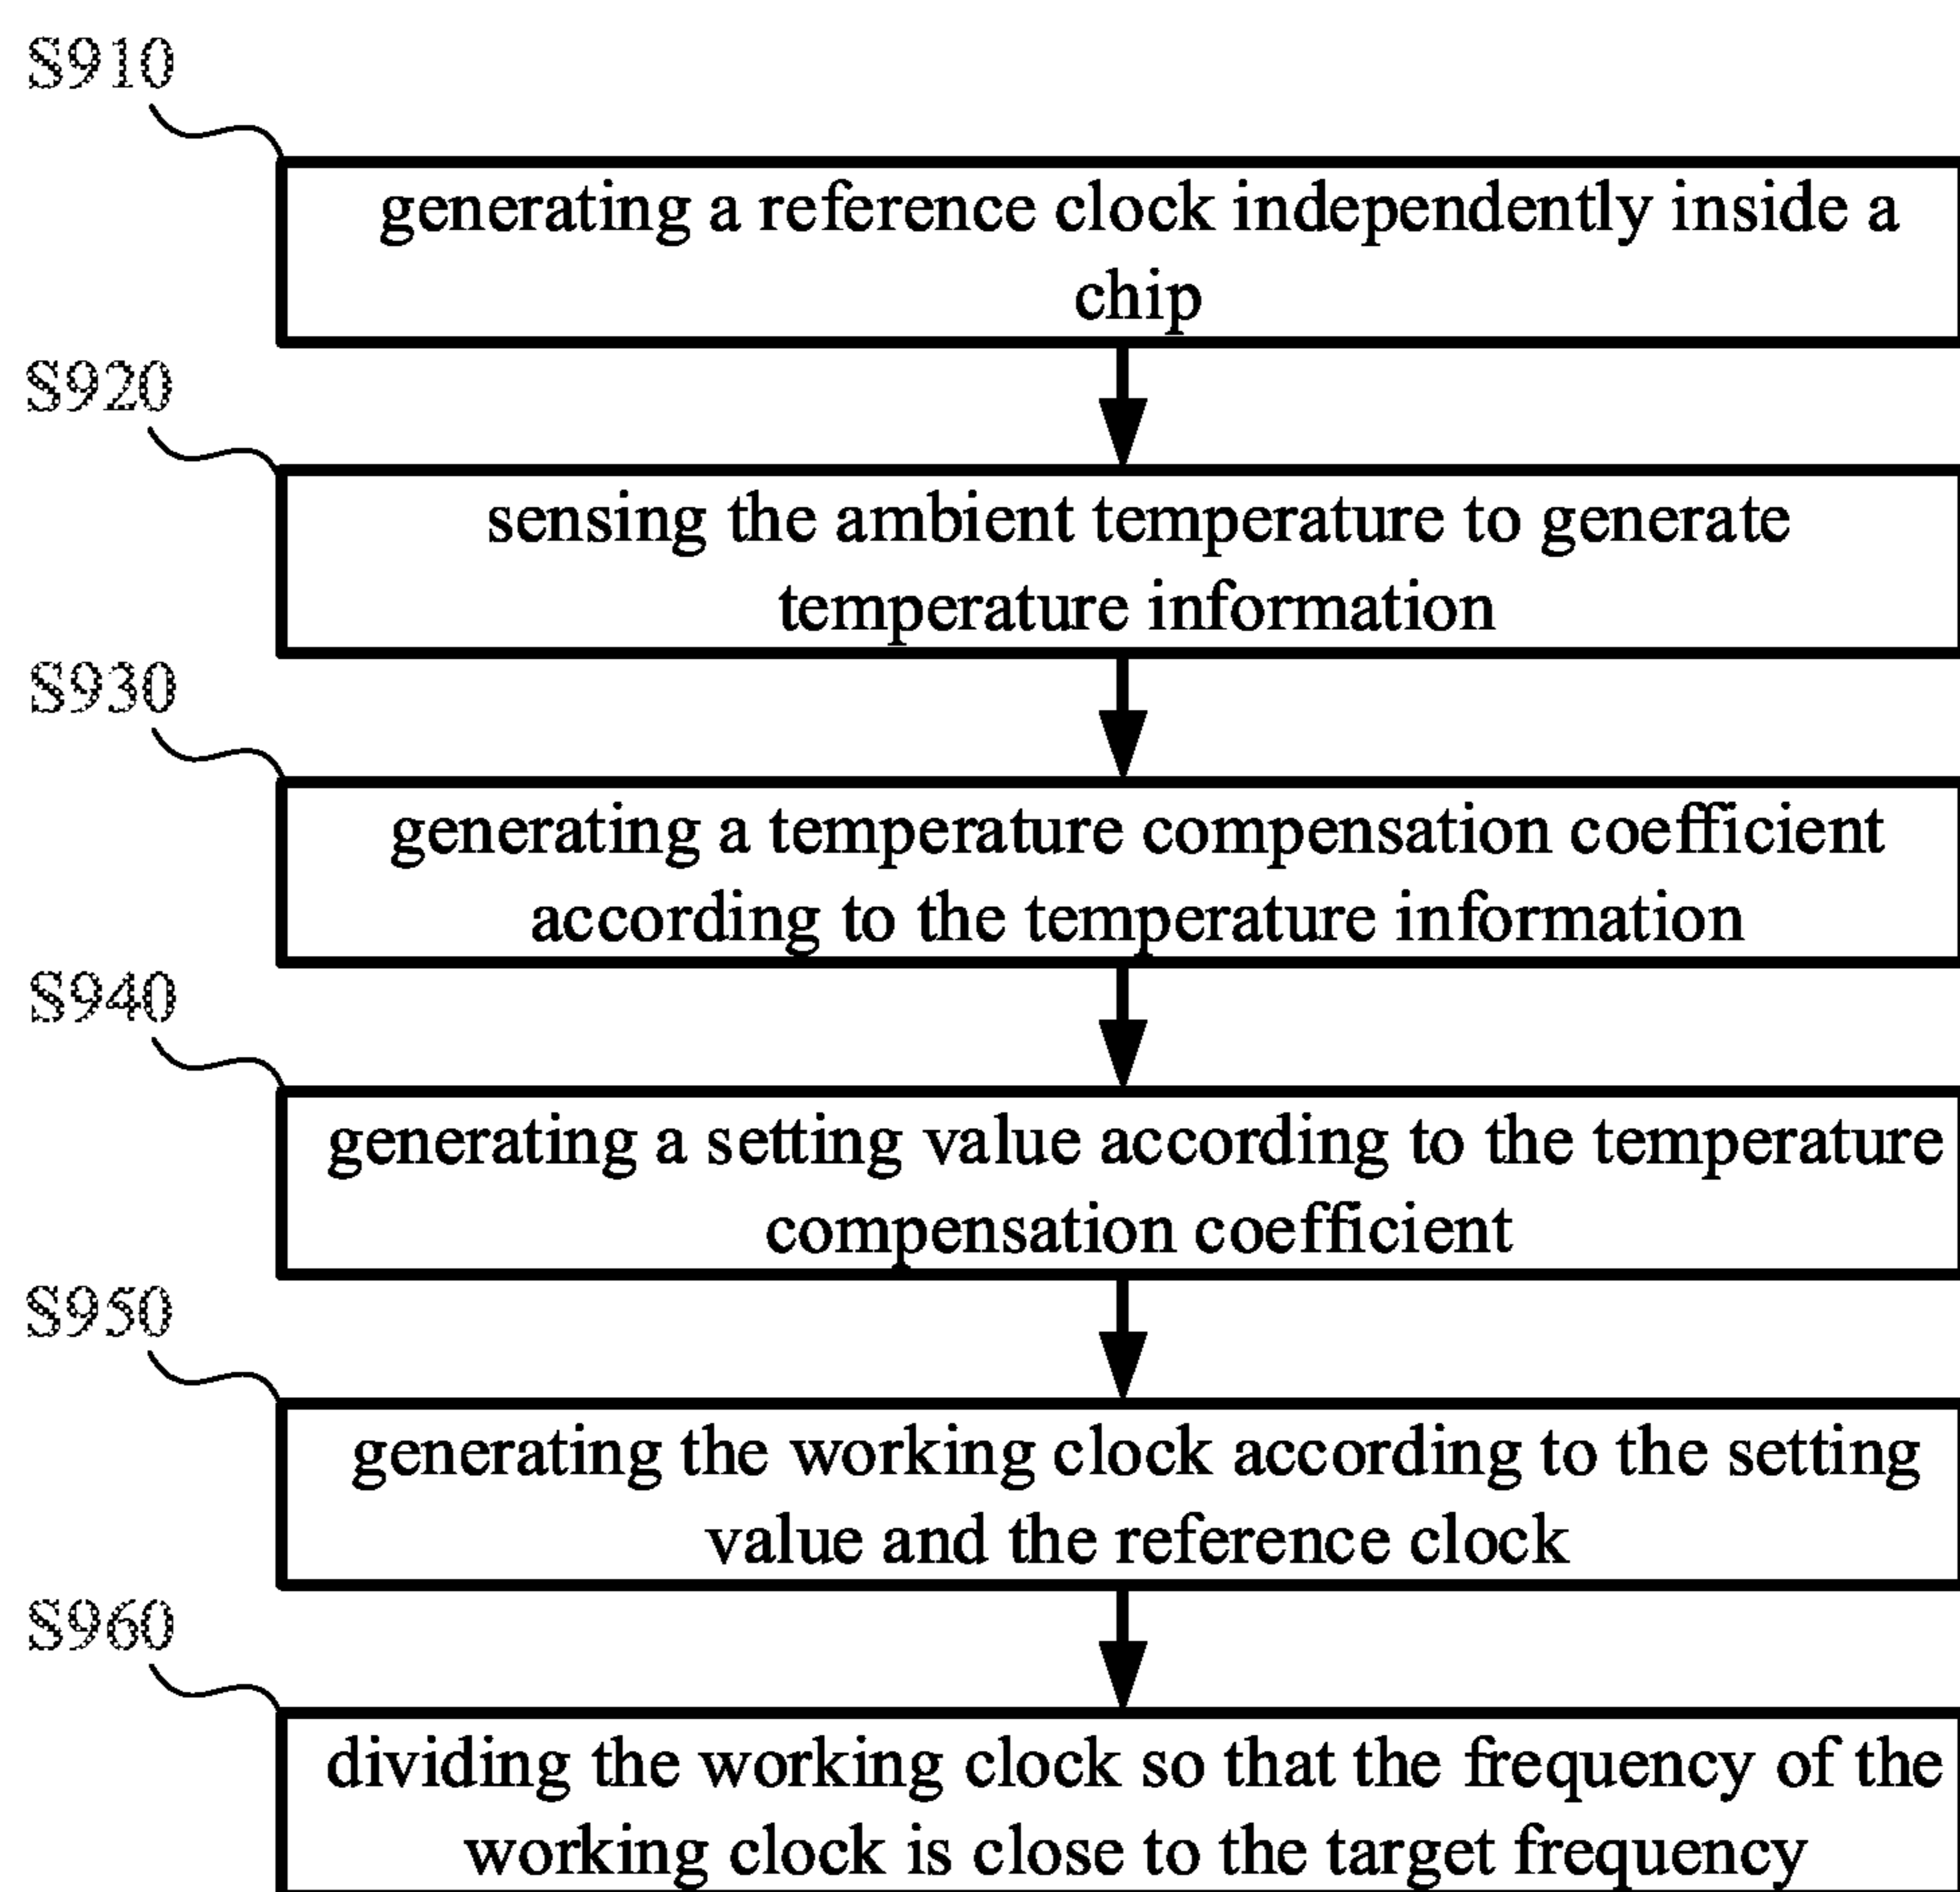 S910
generating a reference clock independently inside a
chip
S920
sensing the ambient temperature to generate
temperature information
S930
generating a temperature compensation coefficient
according to the temperature information
S940
generating a setting value according to the temperature
compensation coefficient
S950
generating the working clock according to the setting
value and the reference clock
S960
dividing the working clock so that the frequency of the
working clock is close to the target frequency